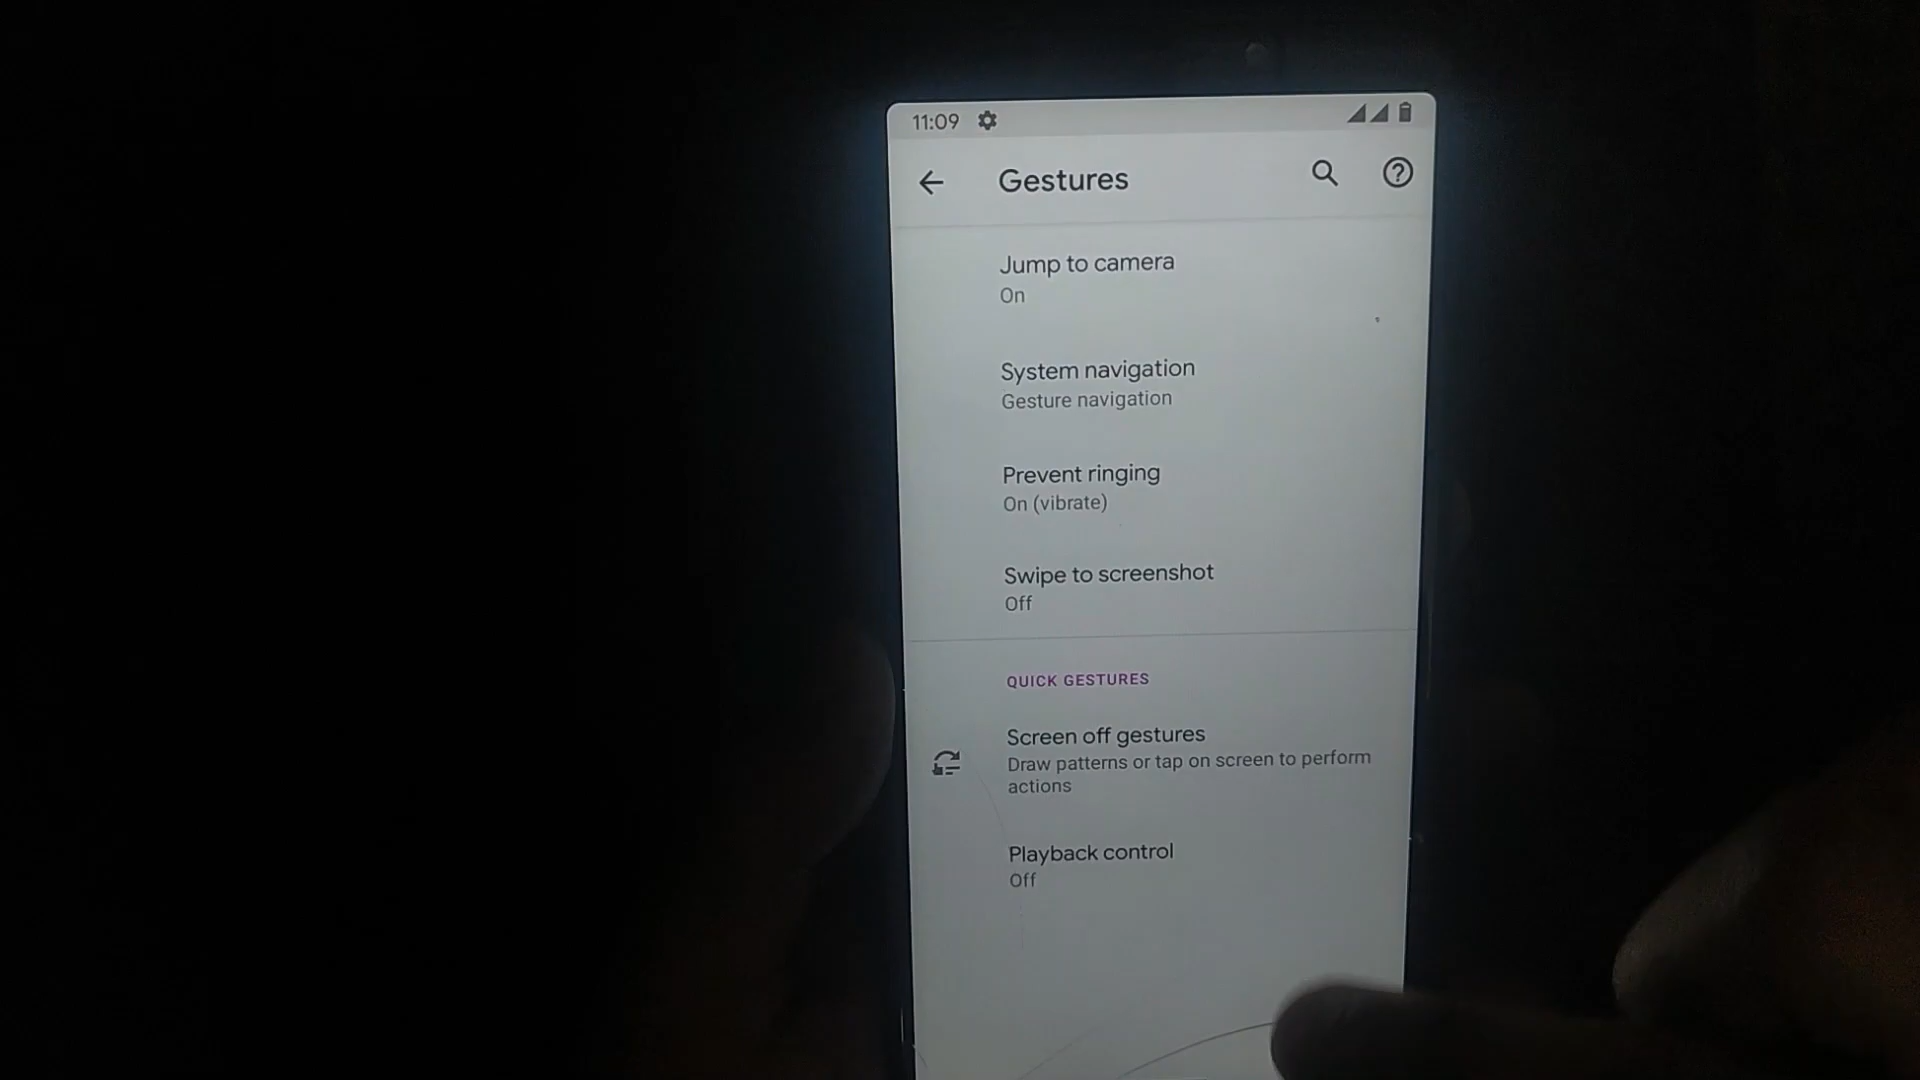 11:09
Gestures
Jump to camera
On
System navigation
Gesture navigation
Prevent ringing
On (vibrate)
Swipe to screenshot
Off
QUICK GESTURES
Screen off gestures
Draw patterns or tap on screen to perform
actions
Playback control
Off